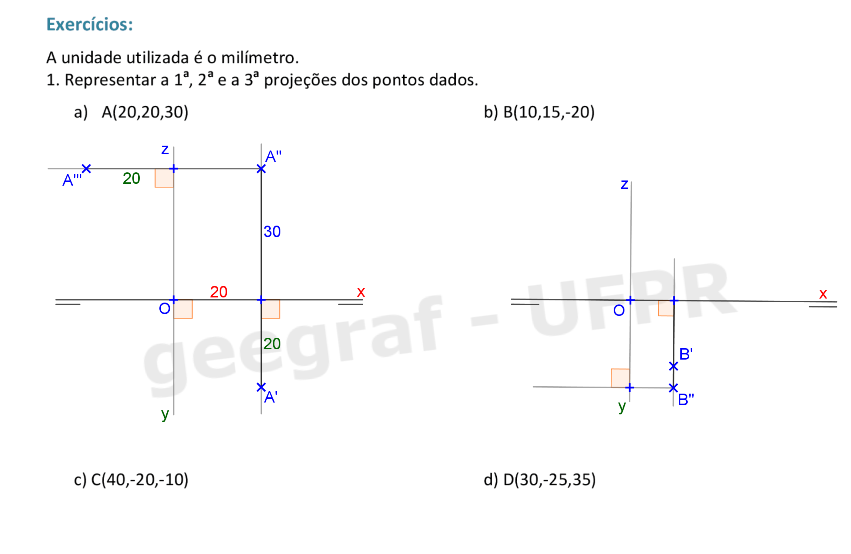 Exercícios:
A unidade utilizada é o milímetro.
1. Representar a 1ª, 2ª e a 3ª projeções dos pontos dados.
a) A(20,20,30)
b) B(10,15,-20)
z
A''
A'''
20
30
20
x
O
20
A'
y
z
x
O
B'
B''
y
geegraf - UFPR
c) C(40,-20,-10)
d) D(30,-25,35)